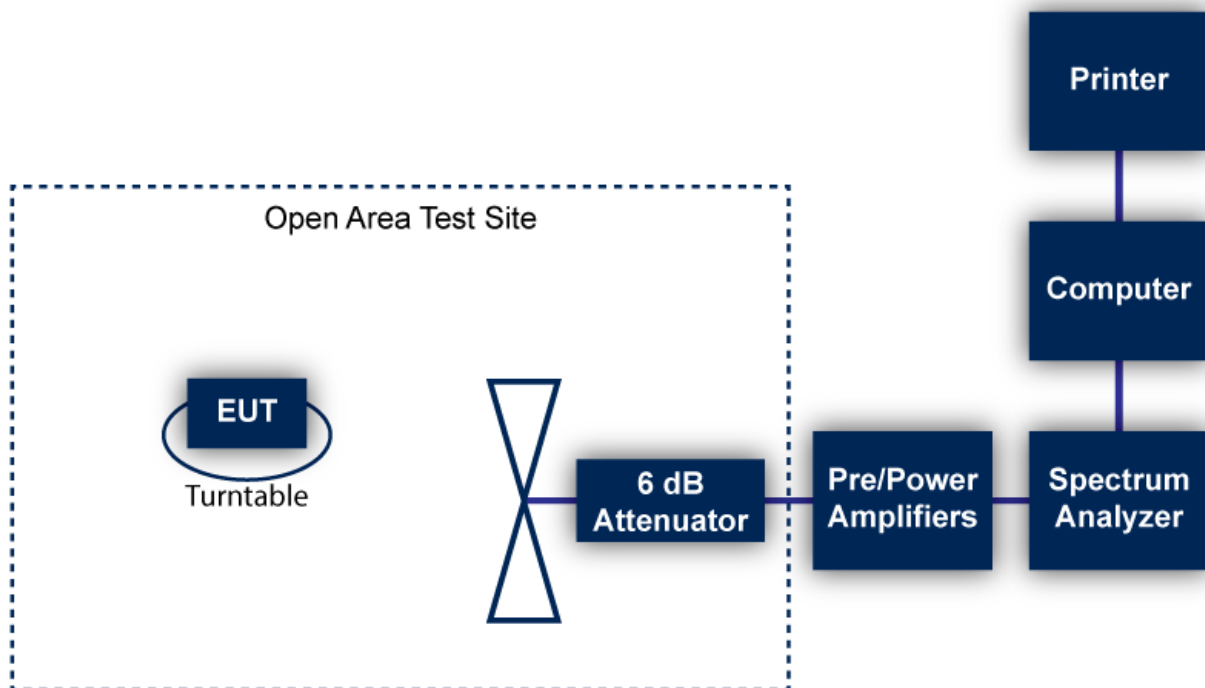 Printer
Open Area Test Site
Computer
EUT
Turntable
6 dB
Attenuator
Pre/Power
Amplifiers
Spectrum
Analyzer